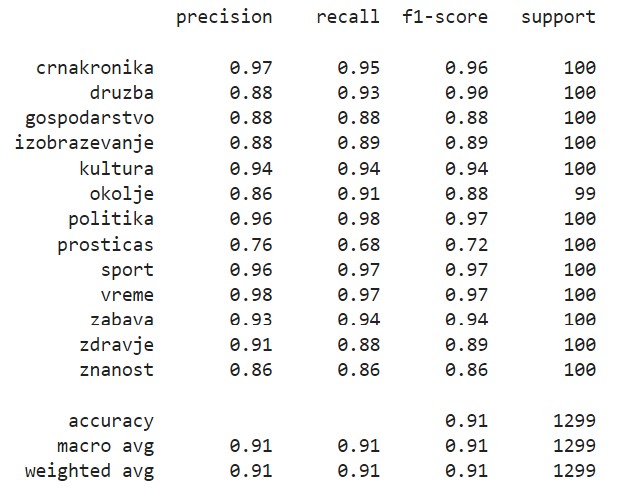 precision recall f1-score support
crnakronika 0.97 0.95 0.96 100
druzba 0.88 0.93 0.90 100
gospodarstvo 0.88 0.88 0.88 100
izobrazevanje 0.88 0.89 0.89 100
kultura 0.94 0.94 0.94 100
okolje 0.86 0.91 0.88 99
politika 0.96 0.98 0.97 100
prosticas 0.76 0.68 0.72 100
sport 0.96 0.97 0.97 100
vreme 0.98 0.97 0.97 100
zabava 0.93 0.94 0.94 100
zdravje 0.91 0.88 0.89 100
znanost 0.86 0.86 0.86 100
accuracy 0.91 1299
macro avg 0.91 0.91 0.91 1299
weighted avg 0.91 0.91 0.91 1299